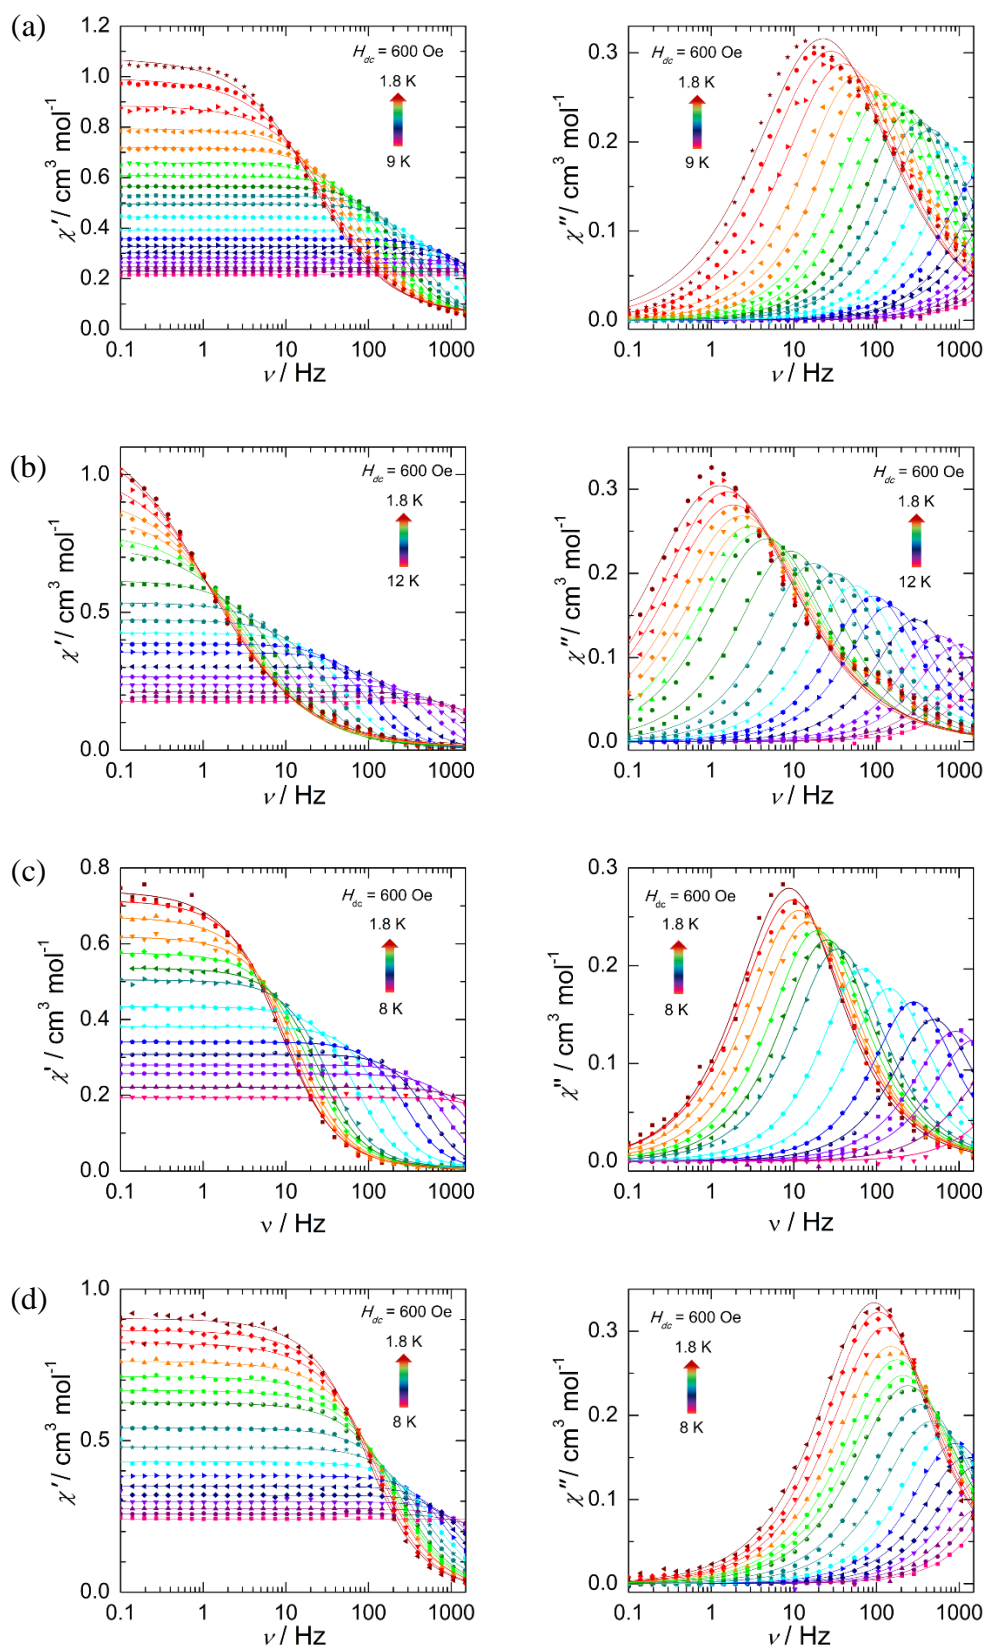 (a)
1.2
1.0
0.8
0.6
0.4
0.2
0.0
χ′/ cm³ mol⁻¹
H_dc = 600 Oe
1.8 K
9 K
0.1 1 10 100 1000
ν / Hz
0.3
0.2
0.1
0.0
χ″/ cm³ mol⁻¹
H_dc = 600 Oe
1.8 K
9 K
0.1 1 10 100 1000
ν / Hz
(b)
1.0
0.5
0.0
χ′/ cm³ mol⁻¹
H_dc = 600 Oe
1.8 K
12 K
0.1 1 10 100 1000
ν / Hz
0.3
0.2
0.1
0.0
χ″/ cm³ mol⁻¹
H_dc = 600 Oe
1.8 K
12 K
0.1 1 10 100 1000
ν / Hz
(c)
0.8
0.6
0.4
0.2
0.0
χ' / cm³ mol⁻¹
H_dc = 600 Oe
1.8 K
8 K
0.1 1 10 100 1000
ν / Hz
0.3
0.2
0.1
0.0
χ'' / cm³ mol⁻¹
H_dc = 600 Oe
1.8 K
8 K
0.1 1 10 100 1000
ν / Hz
(d)
1.0
0.5
0.0
χ′/ cm³ mol⁻¹
H_dc = 600 Oe
1.8 K
8 K
0.1 1 10 100 1000
ν / Hz
0.3
0.2
0.1
0.0
χ″/ cm³ mol⁻¹
H_dc = 600 Oe
1.8 K
8 K
0.1 1 10 100 1000
ν / Hz